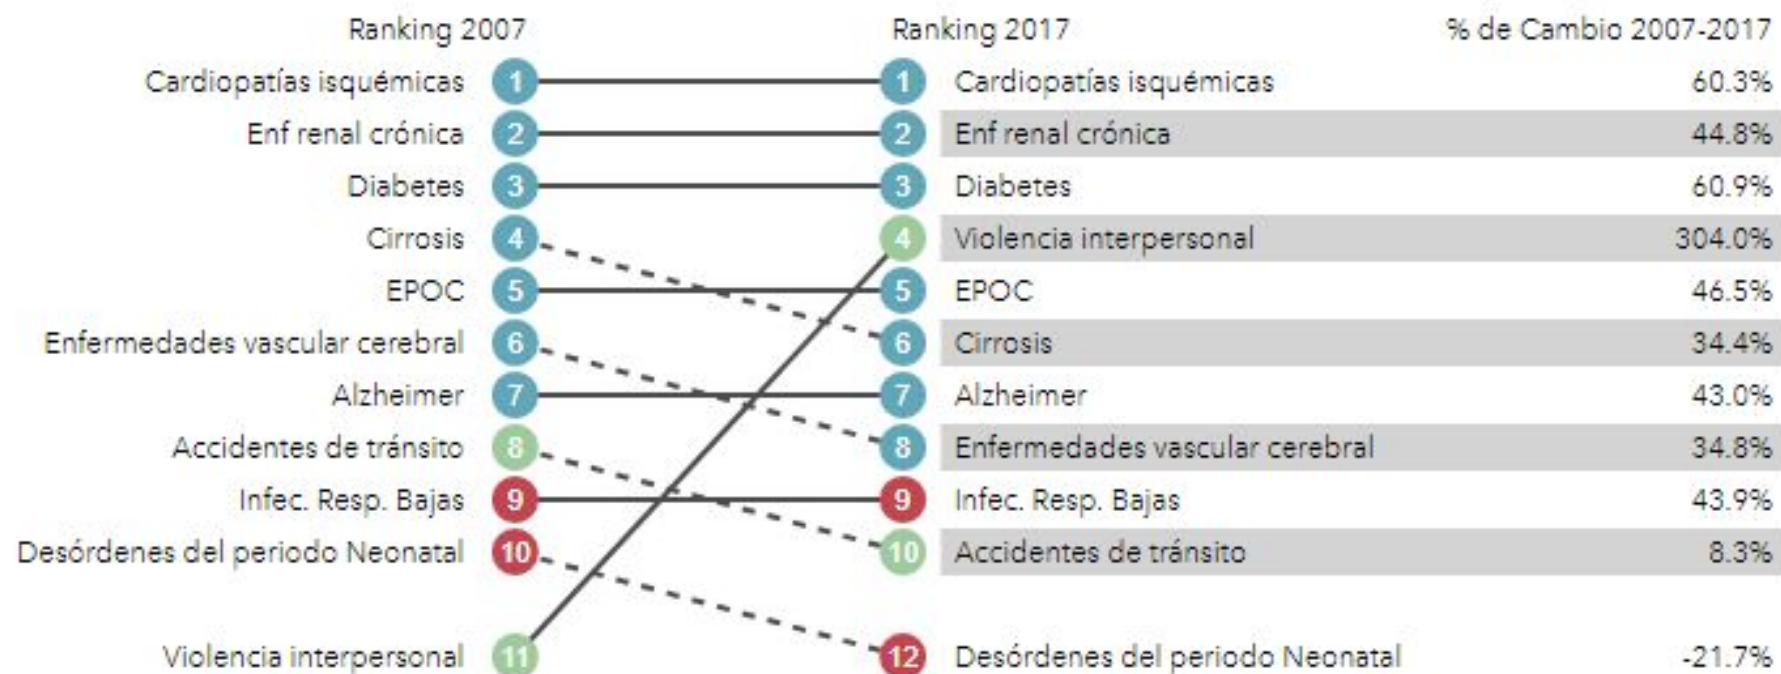 Ranking 2007 Ranking 2017 % de Cambio 2007-2017
Cardiopatías isquémicas 1 1 Cardiopatías isquémicas 60.3%
Enf renal crónica 2 2 Enf renal crónica 44.8%
Diabetes 3 3 Diabetes 60.9%
Cirrosis 4 4 Violencia interpersonal 304.0%
EPOC 5 5 EPOC 46.5%
Enfermedades vascular cerebral 6 6 Cirrosis 34.4%
Alzheimer 7 7 Alzheimer 43.0%
Accidentes de tránsito 8 8 Enfermedades vascular cerebral 34.8%
Infec. Resp. Bajas 9 9 Infec. Resp. Bajas 43.9%
Desórdenes del periodo Neonatal 10 10 Accidentes de tránsito 8.3%
Violencia interpersonal 11 12 Desórdenes del periodo Neonatal -21.7%